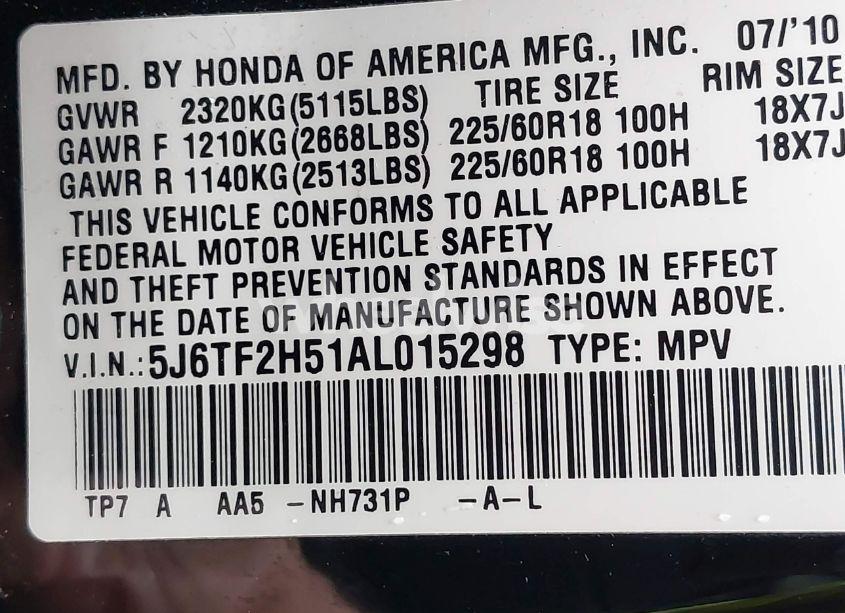 MFD. BY HONDA OF AMERICA MFG., INC. 07/'10
GVWR 2320KG(5115LBS) TIRE SIZE RIM SIZE
GAWR F 1210KG(2668LBS) 225/60R18 100H 18X7J
GAWR R 1140KG(2513LBS) 225/60R18 100H 18X7J
THIS VEHICLE CONFORMS TO ALL APPLICABLE
FEDERAL MOTOR VEHICLE SAFETY
AND THEFT PREVENTION STANDARDS IN EFFECT
ON THE DATE OF MANUFACTURE SHOWN ABOVE.
V.I.N.:5J6TF2H51AL015298 TYPE: MPV
TP7 A AA5 -NH731P -A-L